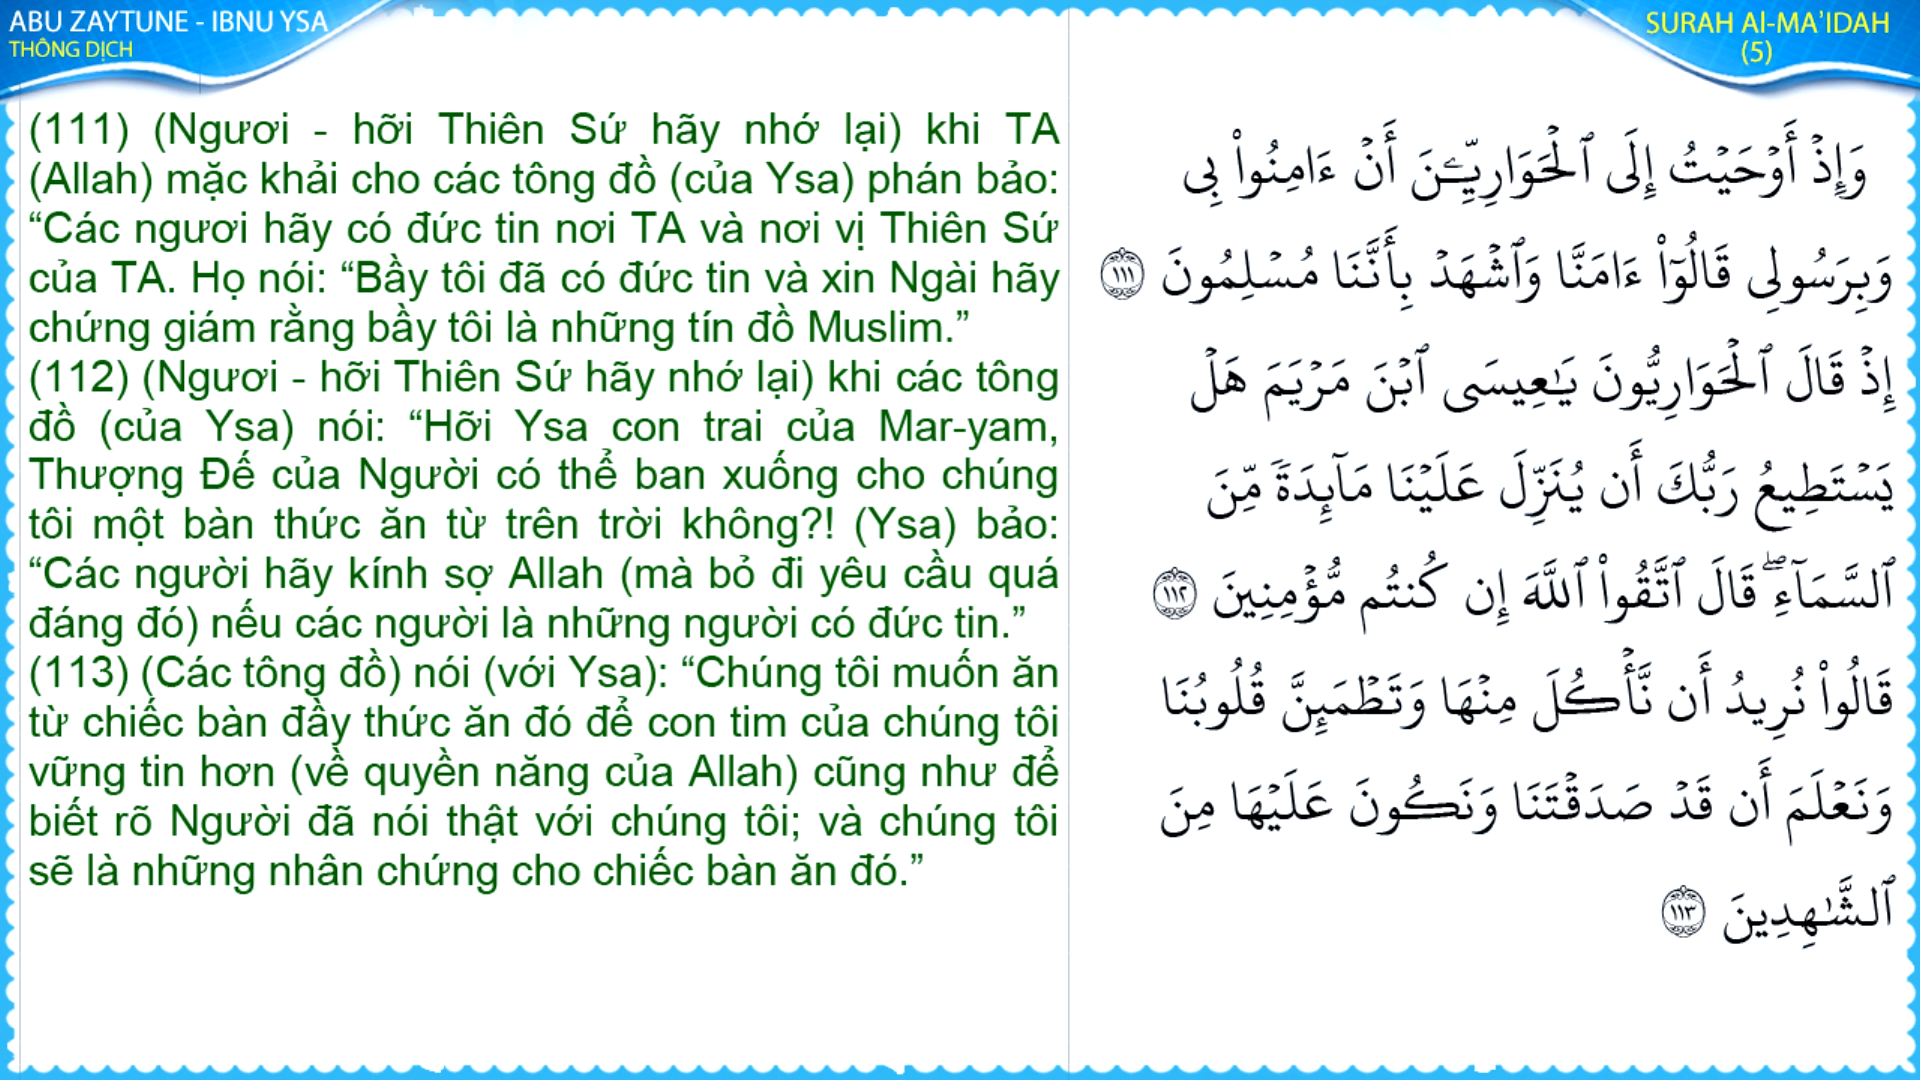 ABU ZAYTUNE - IBNU YSA
THÔNG DỊCH
SURAH Al-MA’IDAH
(5)
(111) (Ngươi - hỡi Thiên Sứ hãy nhớ lại) khi TA
(Allah) mặc khải cho các tông đồ (của Ysa) phán bảo:
“Các ngươi hãy có đức tin nơi TA và nơi vị Thiên Sứ
của TA. Họ nói: “Bầy tôi đã có đức tin và xin Ngài hãy
chứng giám rằng bầy tôi là những tín đồ Muslim.”
(112) (Ngươi - hỡi Thiên Sứ hãy nhớ lại) khi các tông
đồ (của Ysa) nói: “Hỡi Ysa con trai của Mar-yam,
Thượng Đế của Người có thể ban xuống cho chúng
tôi một bàn thức ăn từ trên trời không?! (Ysa) bảo:
“Các người hãy kính sợ Allah (mà bỏ đi yêu cầu quá
đáng đó) nếu các người là những người có đức tin.”
(113) (Các tông đồ) nói (với Ysa): “Chúng tôi muốn ăn
từ chiếc bàn đầy thức ăn đó để con tim của chúng tôi
vững tin hơn (về quyền năng của Allah) cũng như để
biết rõ Người đã nói thật với chúng tôi; và chúng tôi
sẽ là những nhân chứng cho chiếc bàn ăn đó.”
وَإِذۡ أَوۡحَيۡتُ إِلَى ٱلۡحَوَارِيِّـۧنَ أَنۡ ءَامِنُواْ بِي
وَبِرَسُولِي قَالُوٓاْ ءَامَنَّا وَٱشۡهَدۡ بِأَنَّنَا مُسۡلِمُونَ ١١١
إِذۡ قَالَ ٱلۡحَوَارِيُّونَ يَٰعِيسَى ٱبۡنَ مَرۡيَمَ هَلۡ
يَسۡتَطِيعُ رَبُّكَ أَن يُنَزِّلَ عَلَيۡنَا مَآئِدَةٗ مِّنَ
ٱلسَّمَآءِۖ قَالَ ٱتَّقُواْ ٱللَّهَ إِن كُنتُم مُّؤۡمِنِينَ ١١٢
قَالُواْ نُرِيدُ أَن نَّأۡكُلَ مِنۡهَا وَتَطۡمَئِنَّ قُلُوبُنَا
وَنَعۡلَمَ أَن قَدۡ صَدَقۡتَنَا وَنَكُونَ عَلَيۡهَا مِنَ
ٱلشَّٰهِدِينَ ١١٣